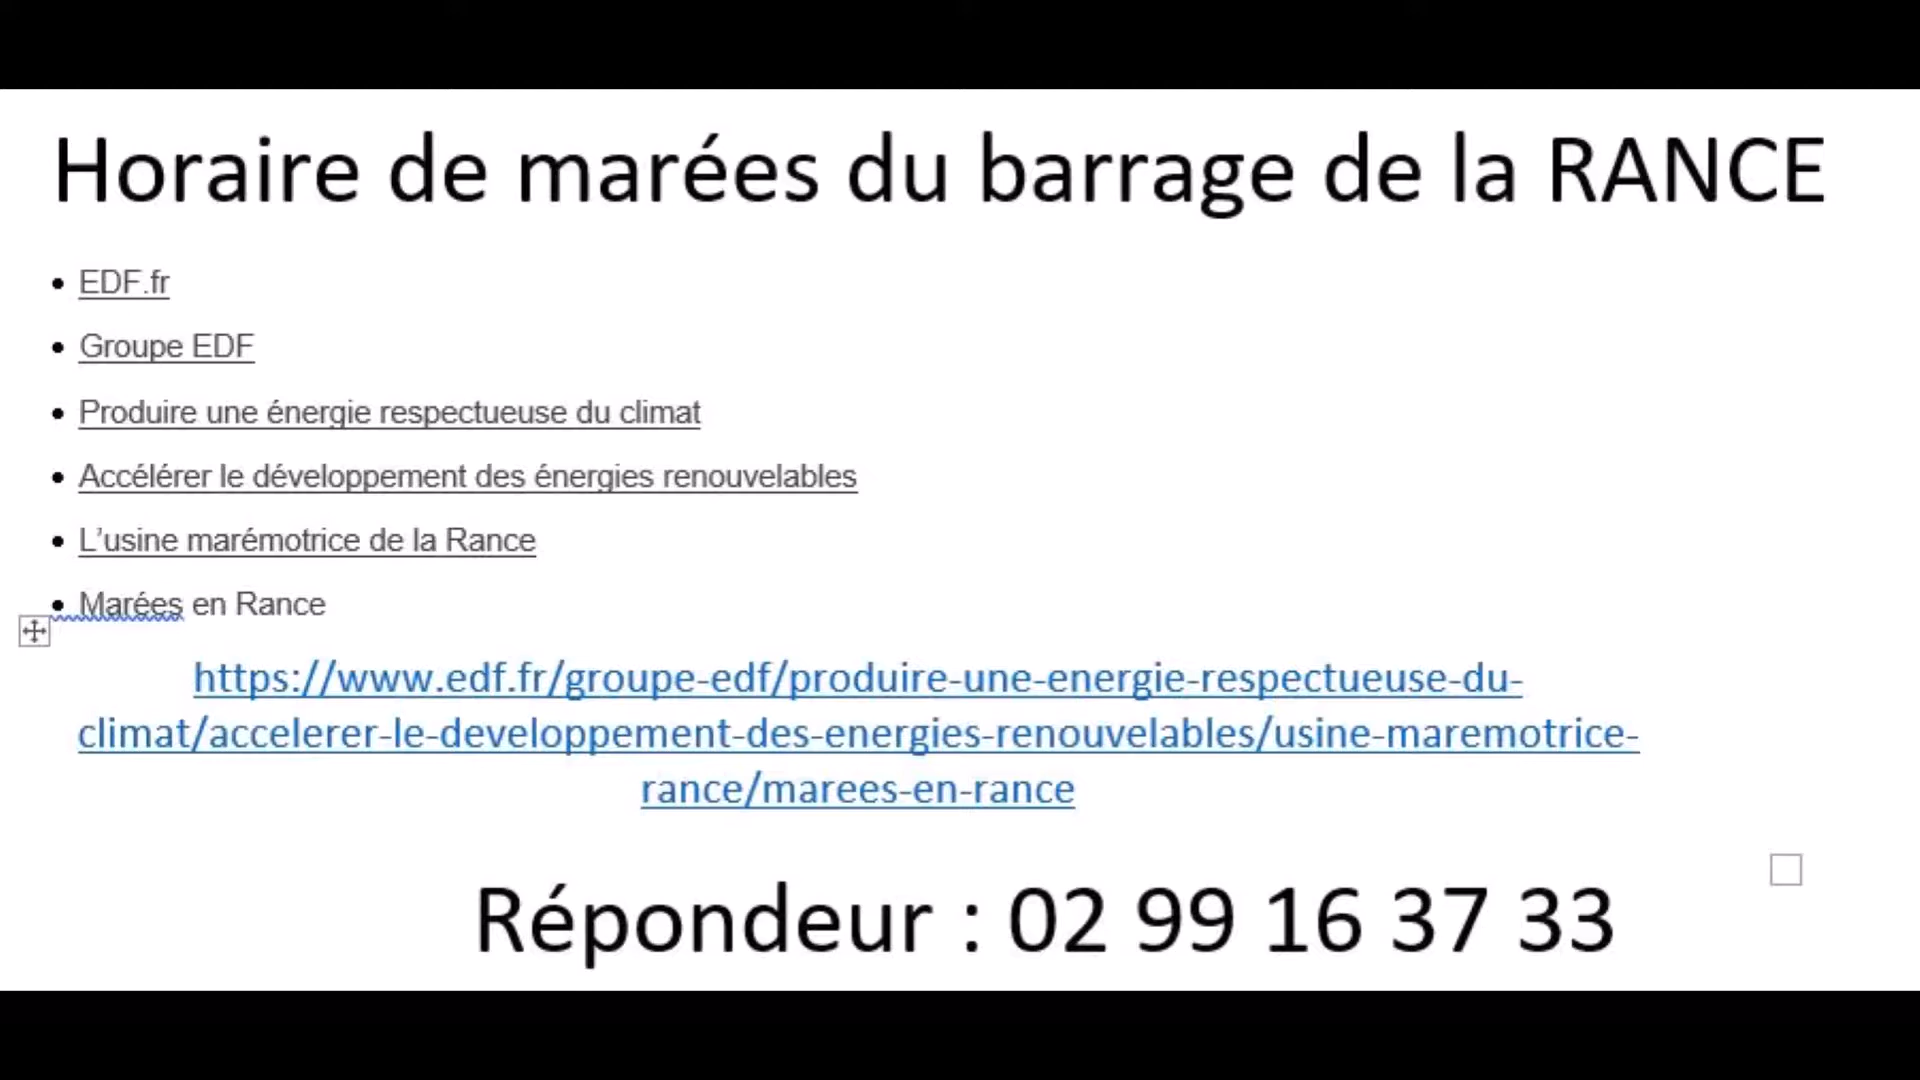 Horaire de marées du barrage de la RANCE
• EDF.fr
• Groupe EDF
• Produire une énergie respectueuse du climat
• Accélérer le développement des énergies renouvelables
• L’usine marémotrice de la Rance
• Marées en Rance
https://www.edf.fr/groupe-edf/produire-une-energie-respectueuse-du-
climat/accelerer-le-developpement-des-energies-renouvelables/usine-maremotrice-
rance/marees-en-rance
Répondeur : 02 99 16 37 33